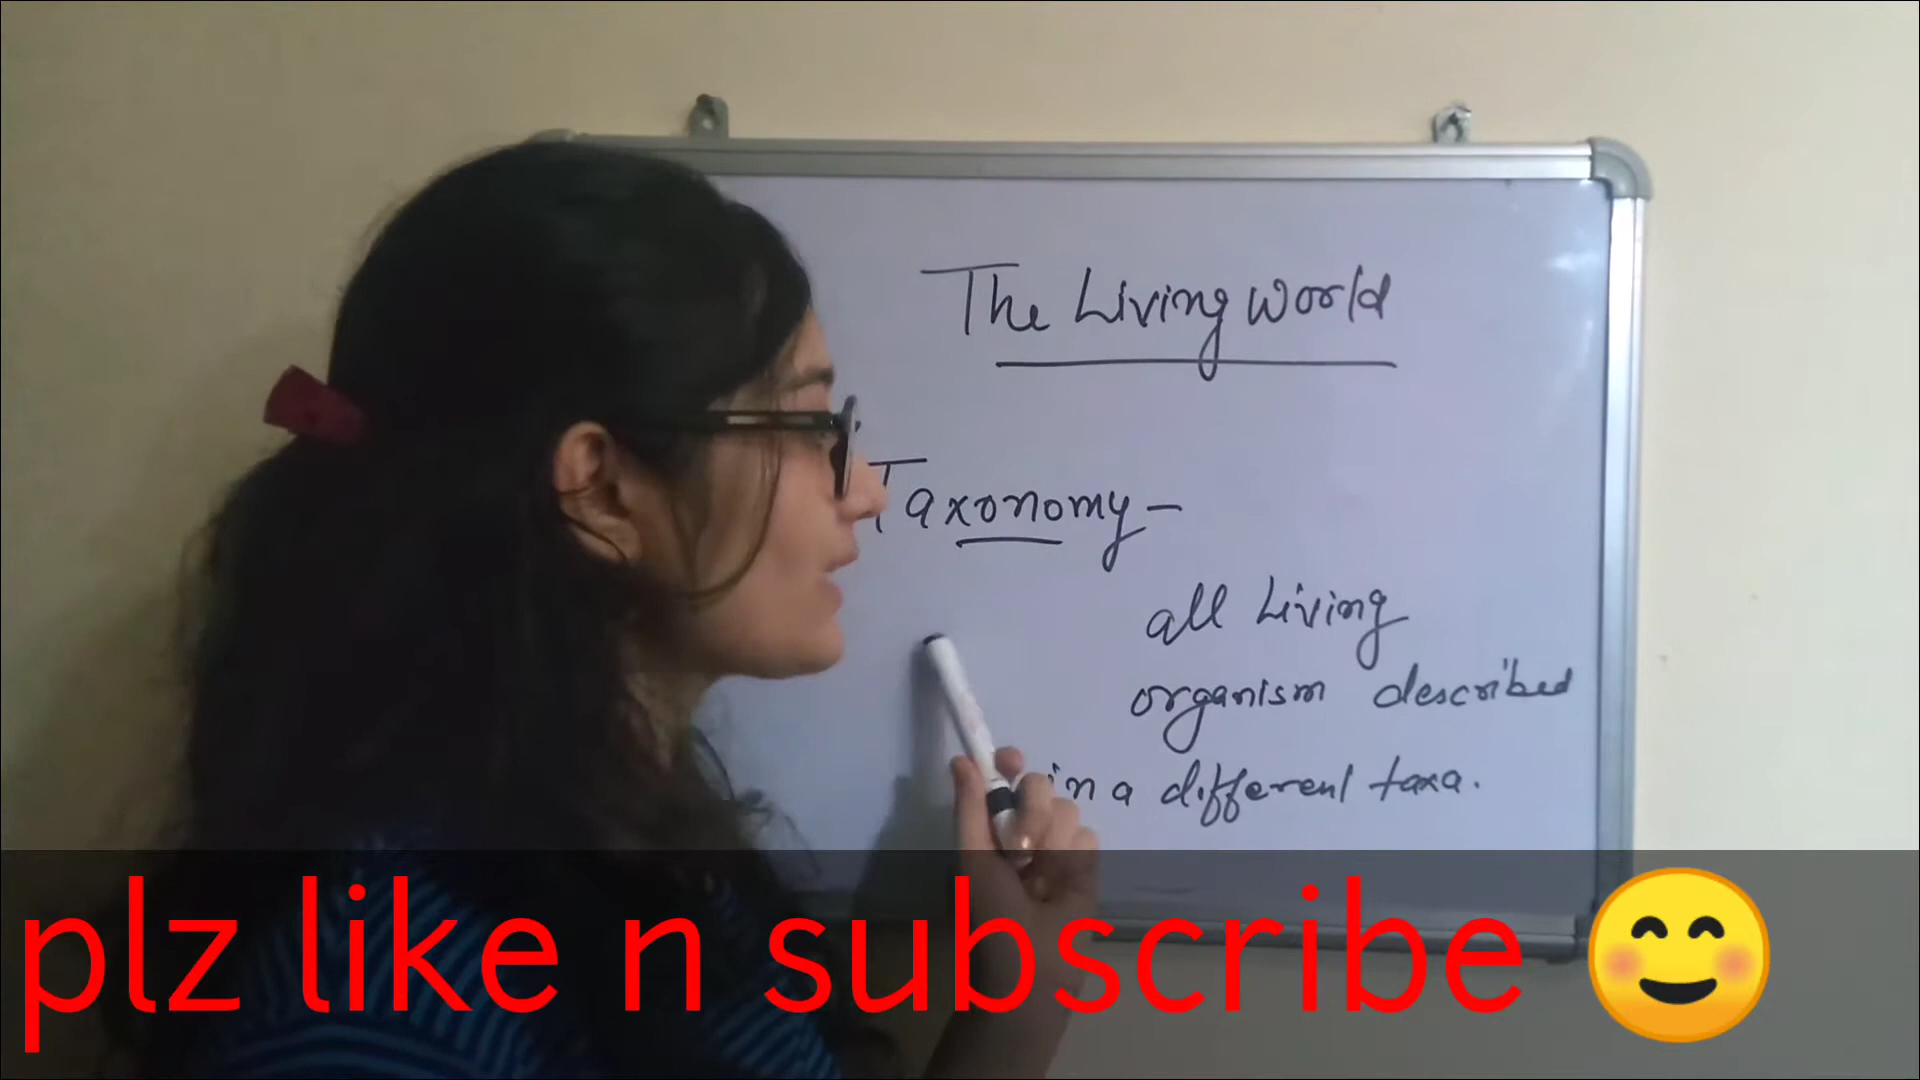 The Living World
Taxonomy -
all Living
organism described
in a different taxa.
plz like n subscribe 😊